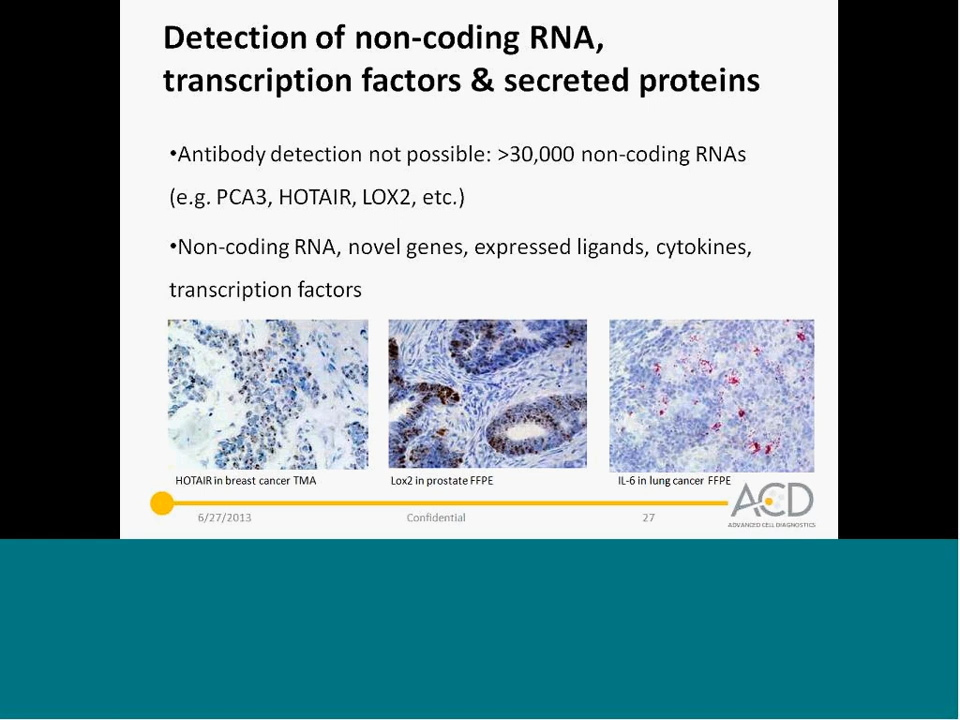 Detection of non-coding RNA,
transcription factors & secreted proteins
•Antibody detection not possible: >30,000 non-coding RNAs
(e.g. PCA3, HOTAIR, LOX2, etc.)
•Non-coding RNA, novel genes, expressed ligands, cytokines,
transcription factors
HOTAIR in breast cancer TMA
Lox2 in prostate FFPE
IL-6 in lung cancer FFPE
6/27/2013
Confidential
27
ACD
ADVANCED CELL DIAGNOSTICS